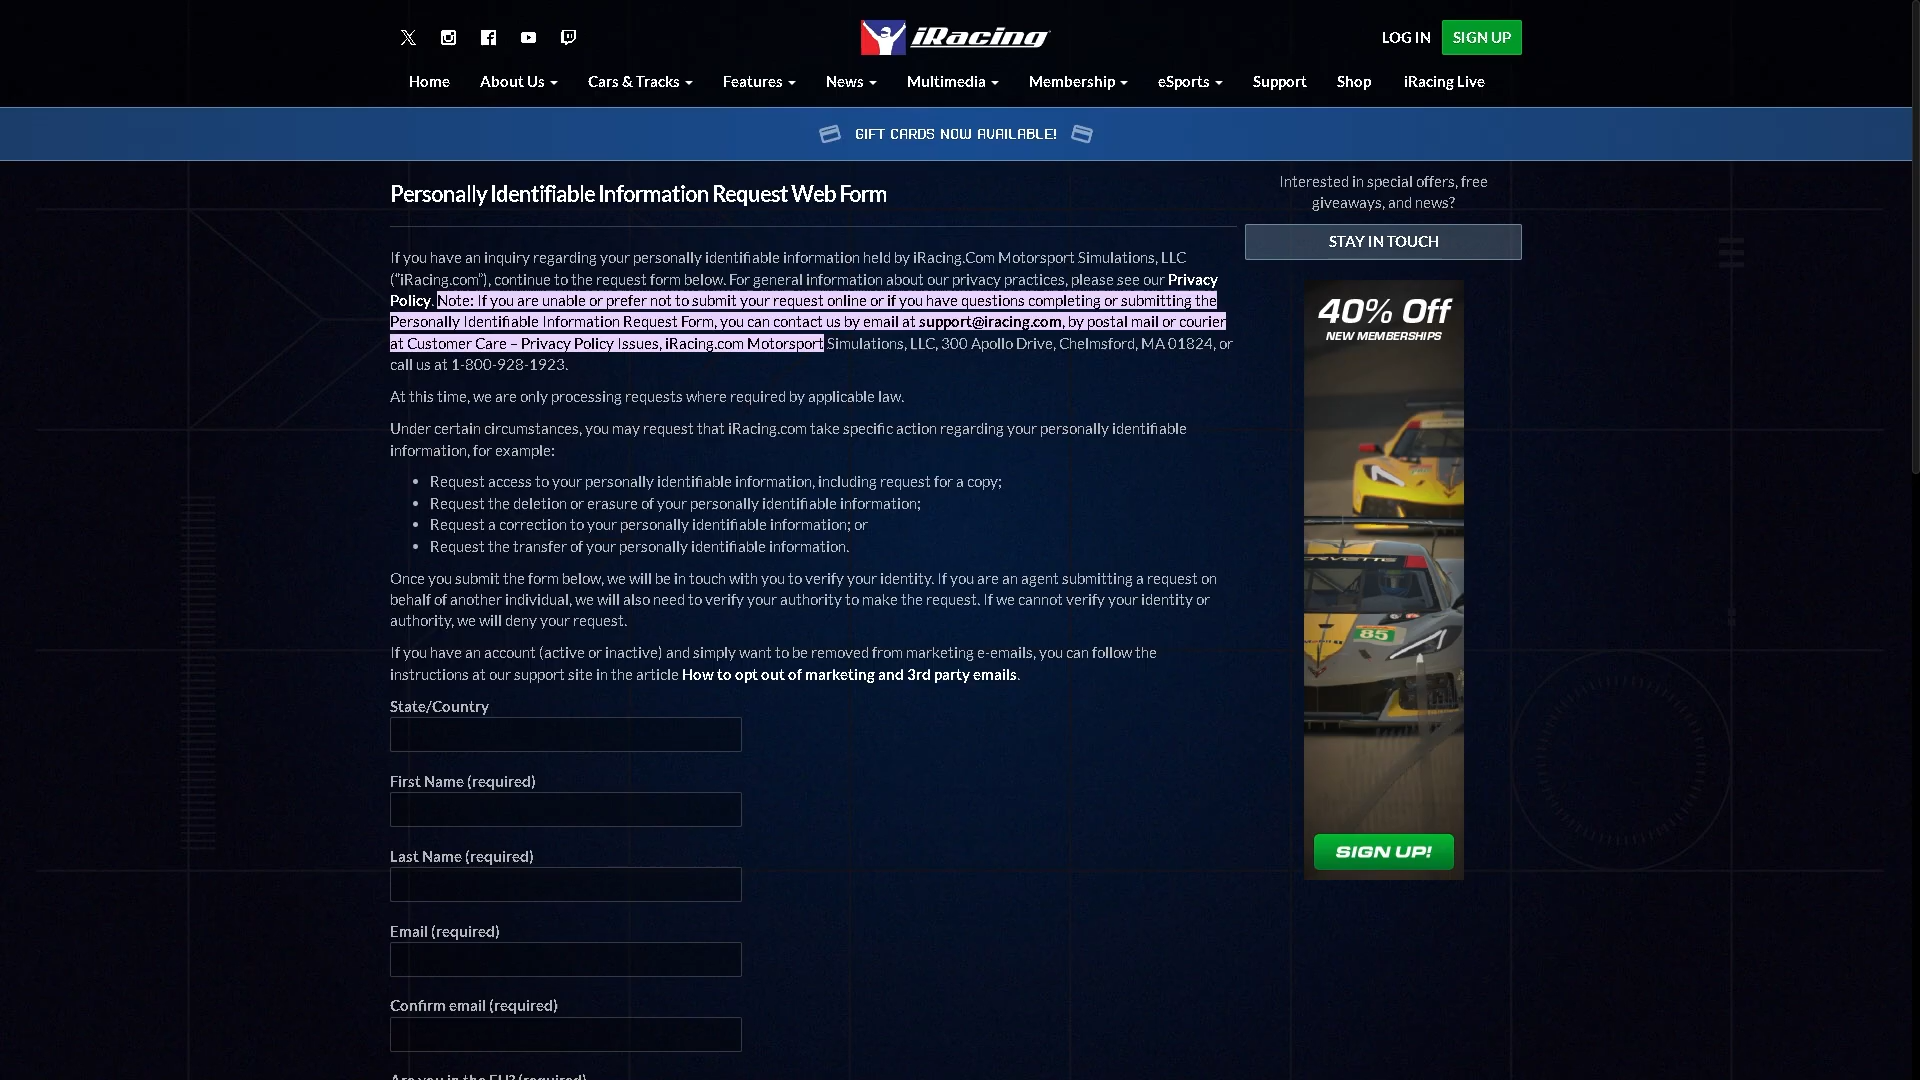 iRacing
LOG IN
SIGN UP
Home
About Us
Cars & Tracks
Features
News
Multimedia
Membership
eSports
Support
Shop
iRacing Live
GIFT CARDS NOW AVAILABLE!
Personally Identifiable Information Request Web Form
If you have an inquiry regarding your personally identifiable information held by iRacing.Com Motorsport Simulations, LLC
(“iRacing.com”), continue to the request form below. For general information about our privacy practices, please see our Privacy
Policy. Note: If you are unable or prefer not to submit your request online or if you have questions completing or submitting the
Personally Identifiable Information Request Form, you can contact us by email at support@iracing.com, by postal mail or courier
at Customer Care – Privacy Policy Issues, iRacing.com Motorsport Simulations, LLC, 300 Apollo Drive, Chelmsford, MA 01824, or
call us at 1-800-928-1923.
At this time, we are only processing requests where required by applicable law.
Under certain circumstances, you may request that iRacing.com take specific action regarding your personally identifiable
information, for example:
• Request access to your personally identifiable information, including request for a copy;
• Request the deletion or erasure of your personally identifiable information;
• Request a correction to your personally identifiable information; or
• Request the transfer of your personally identifiable information.
Once you submit the form below, we will be in touch with you to verify your identity. If you are an agent submitting a request on
behalf of another individual, we will also need to verify your authority to make the request. If we cannot verify your identity or
authority, we will deny your request.
If you have an account (active or inactive) and simply want to be removed from marketing e-emails, you can follow the
instructions at our support site in the article How to opt out of marketing and 3rd party emails.
State/Country
First Name (required)
Last Name (required)
Email (required)
Confirm email (required)
Are you in the EU? (required)
Interested in special offers, free
giveaways, and news?
STAY IN TOUCH
40% Off
NEW MEMBERSHIPS
CORVETTE
85
SIGN UP!